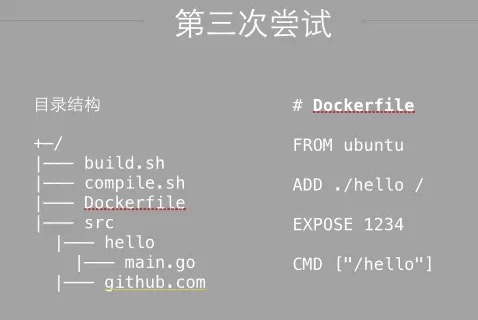 第三次尝试
目录结构
+—/
|——— build.sh
|——— compile.sh
|——— Dockerfile
|——— src
|——— hello
|——— main.go
|——— github.com
# Dockerfile
FROM ubuntu
ADD ./hello /
EXPOSE 1234
CMD ["/hello"]